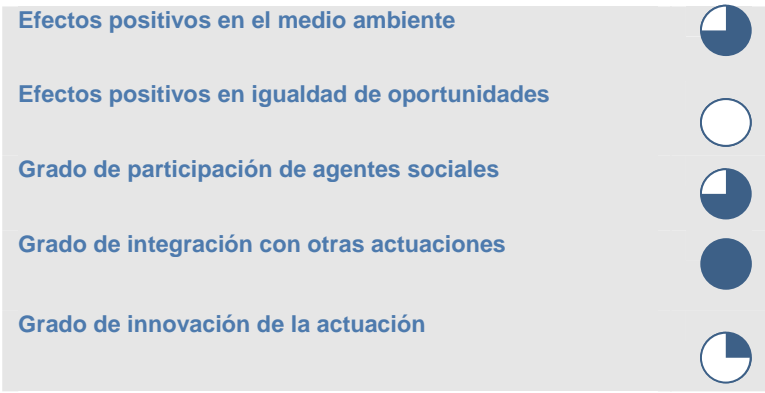 Efectos positivos en el medio ambiente
Efectos positivos en igualdad de oportunidades
Grado de participación de agentes sociales
Grado de integración con otras actuaciones
Grado de innovación de la actuación